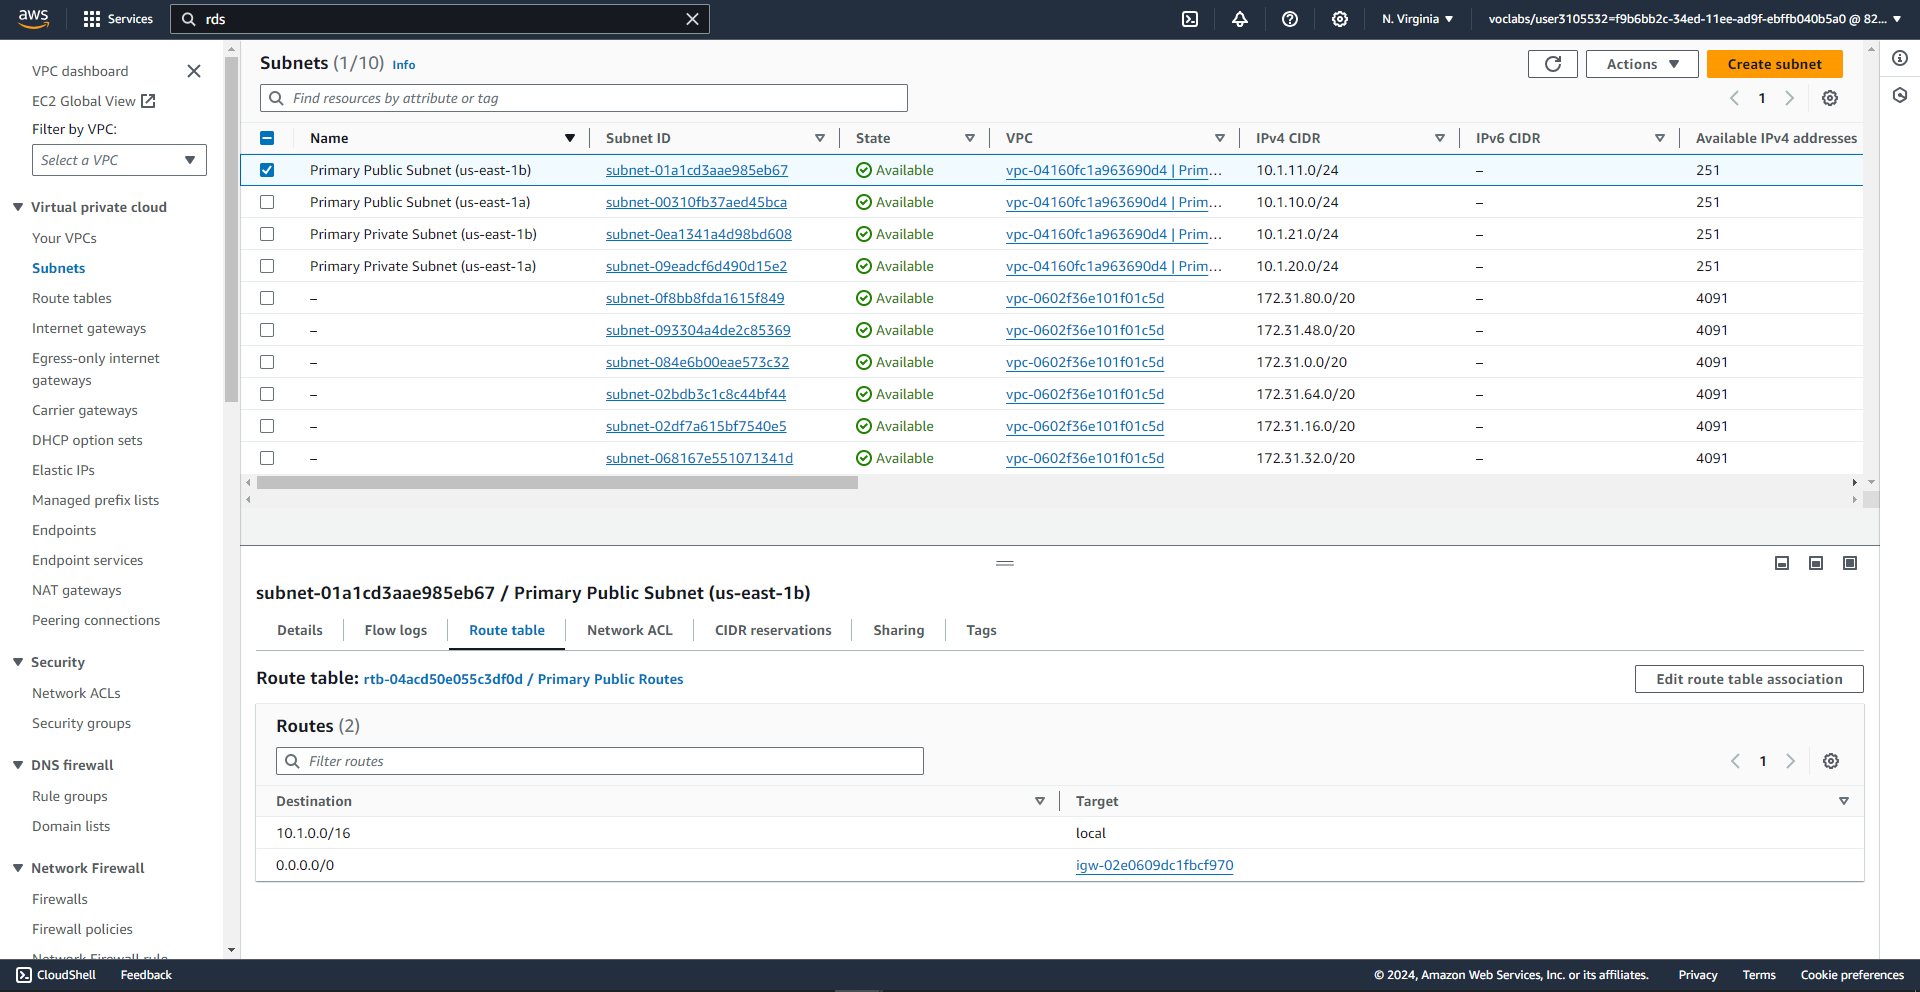 aws Services rds N. Virginia voclabs/user3105532=f9b6bb2c-34ed-11ee-ad9f-ebffb040b5a0 @ 82...
VPC dashboard
EC2 Global View
Filter by VPC:
Select a VPC
Virtual private cloud
Your VPCs
Subnets
Route tables
Internet gateways
Egress-only internet
gateways
Carrier gateways
DHCP option sets
Elastic IPs
Managed prefix lists
Endpoints
Endpoint services
NAT gateways
Peering connections
Security
Network ACLs
Security groups
DNS firewall
Rule groups
Domain lists
Network Firewall
Firewalls
Firewall policies
Network Firewall rule
Subnets (1/10) Info Actions Create subnet
Find resources by attribute or tag 1
Name Subnet ID State VPC IPv4 CIDR IPv6 CIDR Available IPv4 addresses
Primary Public Subnet (us-east-1b) subnet-01a1cd3aae985eb67 Available vpc-04160fc1a963690d4 | Prim... 10.1.11.0/24 – 251
Primary Public Subnet (us-east-1a) subnet-00310fb37aed45bca Available vpc-04160fc1a963690d4 | Prim... 10.1.10.0/24 – 251
Primary Private Subnet (us-east-1b) subnet-0ea1341a4d98bd608 Available vpc-04160fc1a963690d4 | Prim... 10.1.21.0/24 – 251
Primary Private Subnet (us-east-1a) subnet-09eadcf6d490d15e2 Available vpc-04160fc1a963690d4 | Prim... 10.1.20.0/24 – 251
– subnet-0f8bb8fda1615f849 Available vpc-0602f36e101f01c5d 172.31.80.0/20 – 4091
– subnet-093304a4de2c85369 Available vpc-0602f36e101f01c5d 172.31.48.0/20 – 4091
– subnet-084e6b00eae573c32 Available vpc-0602f36e101f01c5d 172.31.0.0/20 – 4091
– subnet-02bdb3c1c8c44bf44 Available vpc-0602f36e101f01c5d 172.31.64.0/20 – 4091
– subnet-02df7a615bf7540e5 Available vpc-0602f36e101f01c5d 172.31.16.0/20 – 4091
– subnet-068167e551071341d Available vpc-0602f36e101f01c5d 172.31.32.0/20 – 4091
subnet-01a1cd3aae985eb67 / Primary Public Subnet (us-east-1b)
Details Flow logs Route table Network ACL CIDR reservations Sharing Tags
Route table: rtb-04acd50e055c3df0d / Primary Public Routes Edit route table association
Routes (2)
Filter routes 1
Destination Target
10.1.0.0/16 local
0.0.0.0/0 igw-02e0609dc1fbcf970
CloudShell Feedback © 2024, Amazon Web Services, Inc. or its affiliates. Privacy Terms Cookie preferences